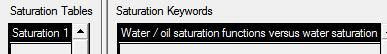 Saturation Tables
Saturation Keywords
Saturation 1
Water / oil saturation functions versus water saturation